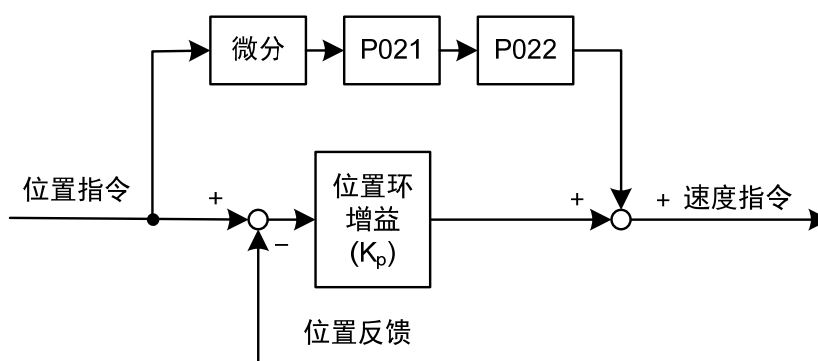 微分
P021
P022
位置指令
+
位置环
增益
(Kp)
+
+ 速度指令
−
位置反馈